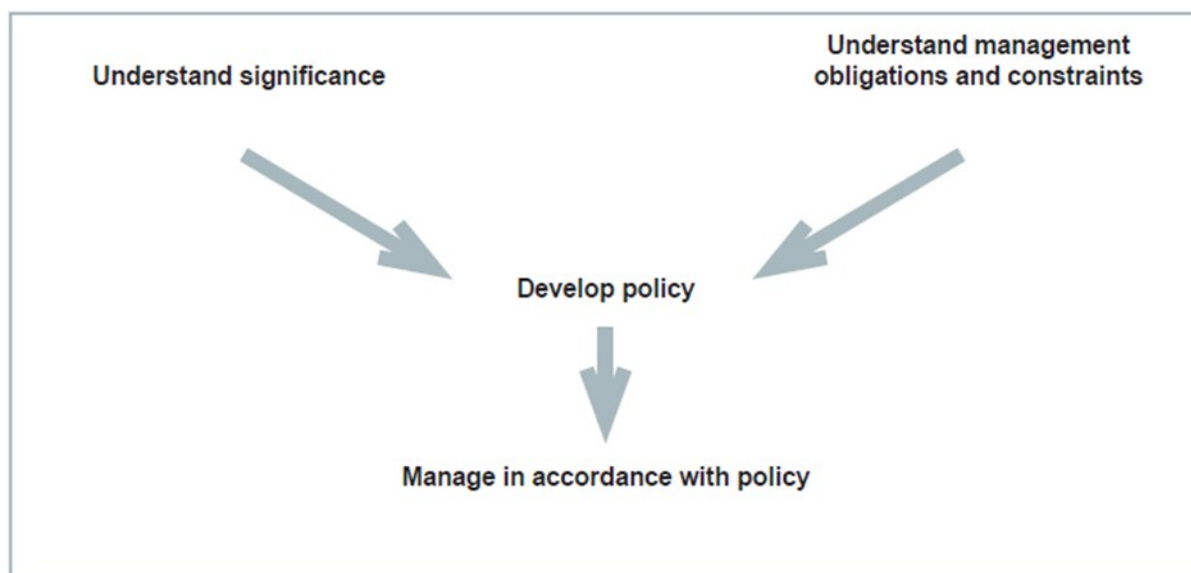 Understand significance
Understand management
obligations and constraints
Develop policy
Manage in accordance with policy